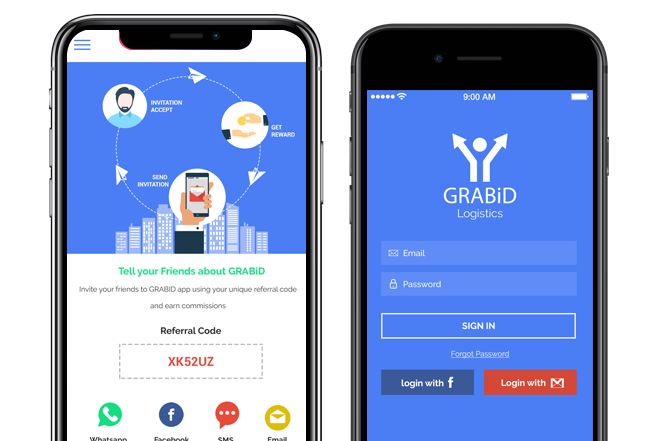 INVITATION
ACCEPT
GET
REWARD
SEND
INVITATION
Tell your Friends about GRABiD
Invite your friends to GRABID app using your unique referral code
and earn commissions
Referral Code
XK52UZ
Whatsapp
Facebook
SMS
Email
9:00 AM
GRABiD
Logistics
Email
Password
SIGN IN
Forgot Password
login with f
Login with M